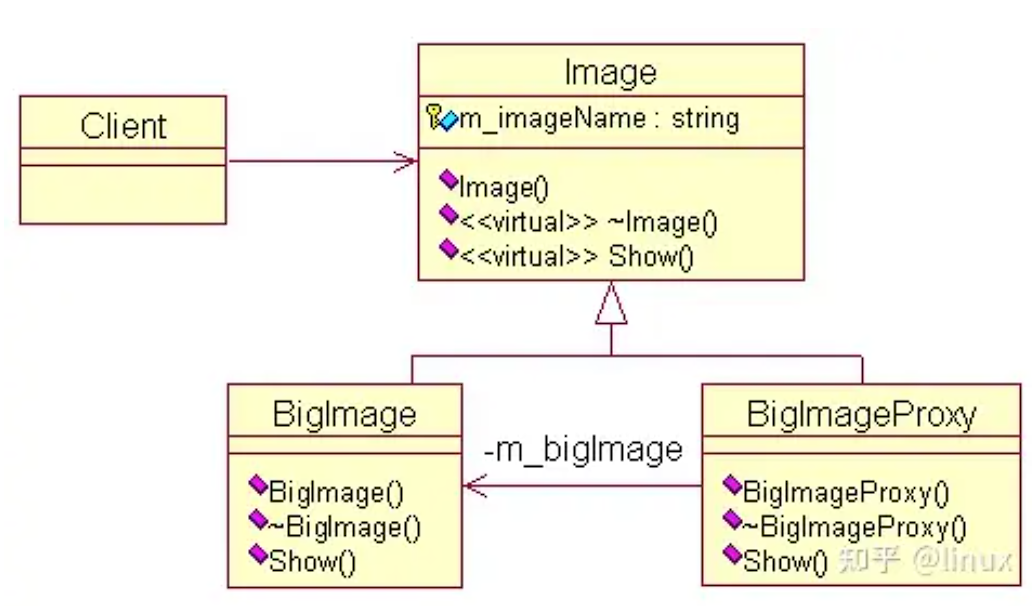 Client
Image
m_imageName : string
Image()
<<virtual>> ~Image()
<<virtual>> Show()
BigImage
BigImage()
~BigImage()
Show()
-m_bigImage
BigImageProxy
BigImageProxy()
~BigImageProxy()
Show()
知乎 @linux